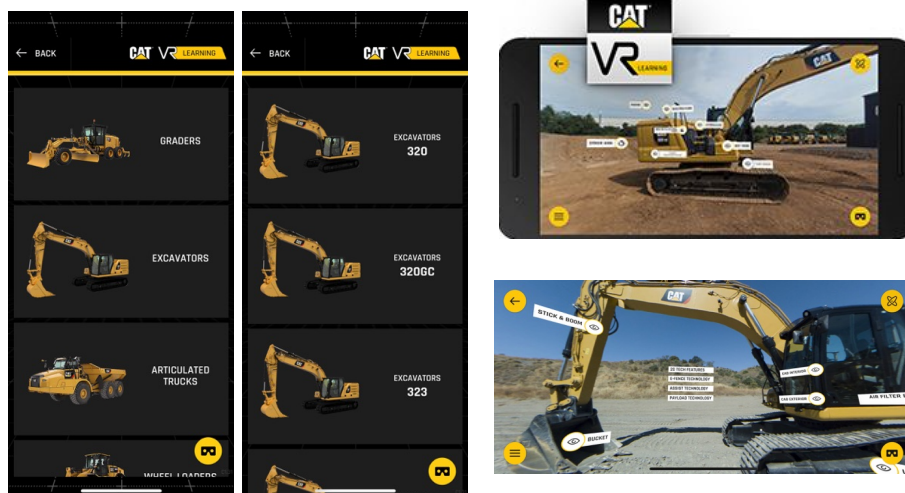 BACK
CAT VR LEARNING
GRADERS
EXCAVATORS
ARTICULATED
TRUCKS
WHEEL LOADERS
BACK
CAT VR LEARNING
EXCAVATORS
320
EXCAVATORS
320GC
EXCAVATORS
323
CAT
VR
LEARNING
CAT
CAT
STICK & BOOM
2D TECH FEATURES
E-FENCE TECHNOLOGY
ASSIST TECHNOLOGY
PAYLOAD TECHNOLOGY
CAB INTERIOR
CAB EXTERIOR
AIR FILTER
BUCKET